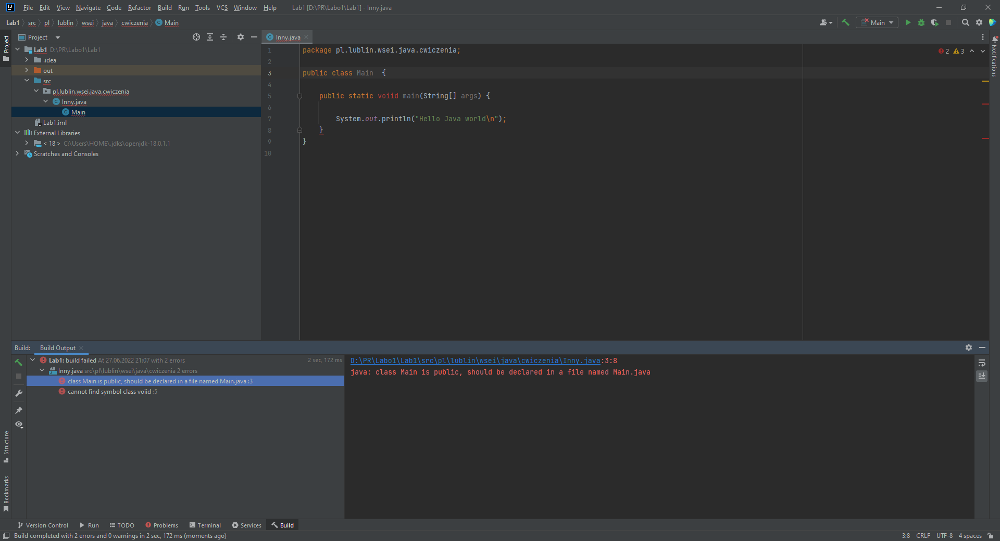 File Edit View Navigate Code Refactor Build Run Tools VCS Window Help Lab1 [D:\PR\Labo1\Lab1] - Inny.java
Lab1 src pl lublin wsei java cwiczenia Main
Main
Project
Project
Inny.java
Lab1 D:\PR\Labo1\Lab1
.idea
out
src
pl.lublin.wsei.java.cwiczenia
Inny.java
Main
Lab1.iml
External Libraries
< 18 > C:\Users\HOME\.jdks\openjdk-18.0.1.1
Scratches and Consoles
1 package pl.lublin.wsei.java.cwiczenia;
2
3 public class Main  {
4
5     public static voiid main(String[] args) {
6
7         System.out.println("Hello Java world\n");
8     }
9 }
10
2 3
Notifications
Build: Build Output
Lab1: build failed At 27.06.2022 21:07 with 2 errors 2 sec, 172 ms
Inny.java src\pl\lublin\wsei\java\cwiczenia 2 errors
class Main is public, should be declared in a file named Main.java :3
cannot find symbol class voiid :5
D:\PR\Labo1\Lab1\src\pl\lublin\wsei\java\cwiczenia\Inny.java:3:8
java: class Main is public, should be declared in a file named Main.java
Structure
Bookmarks
Version Control Run TODO Problems Terminal Services Build
Build completed with 2 errors and 0 warnings in 2 sec, 172 ms (moments ago) 3:8 CRLF UTF-8 4 spaces